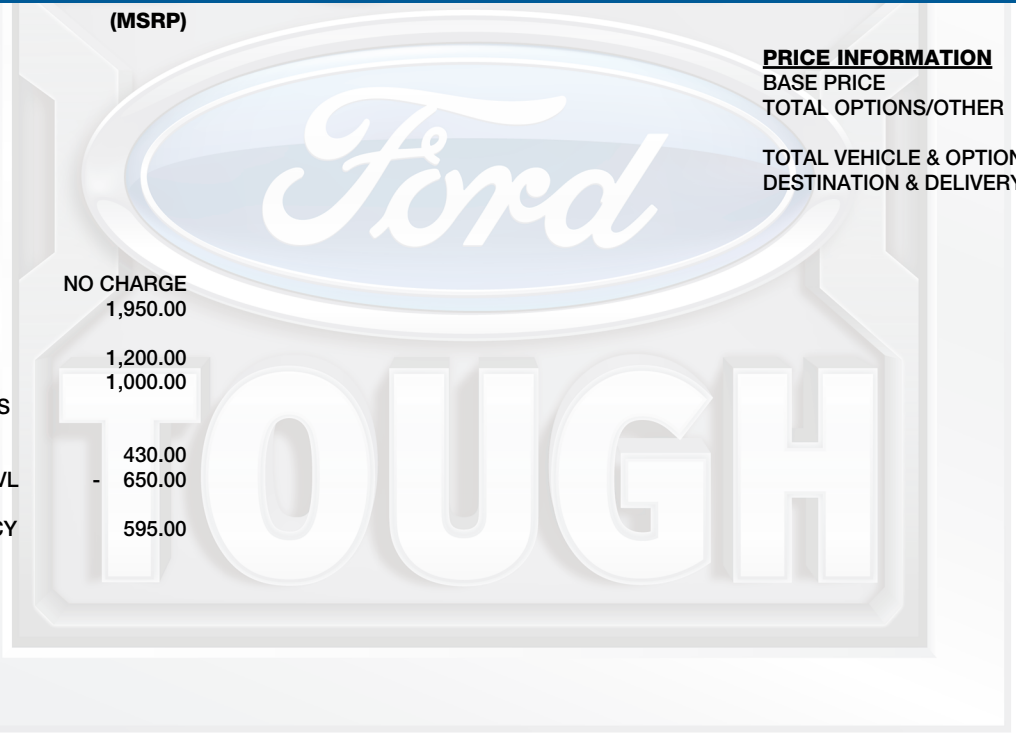 (MSRP)
PRICE INFORMATION
BASE PRICE
TOTAL OPTIONS/OTHER
TOTAL VEHICLE & OPTION
DESTINATION & DELIVERY
Ford
NO CHARGE
1,950.00
1,200.00
1,000.00
S
430.00
VL - 650.00
CY 595.00
TOUGH